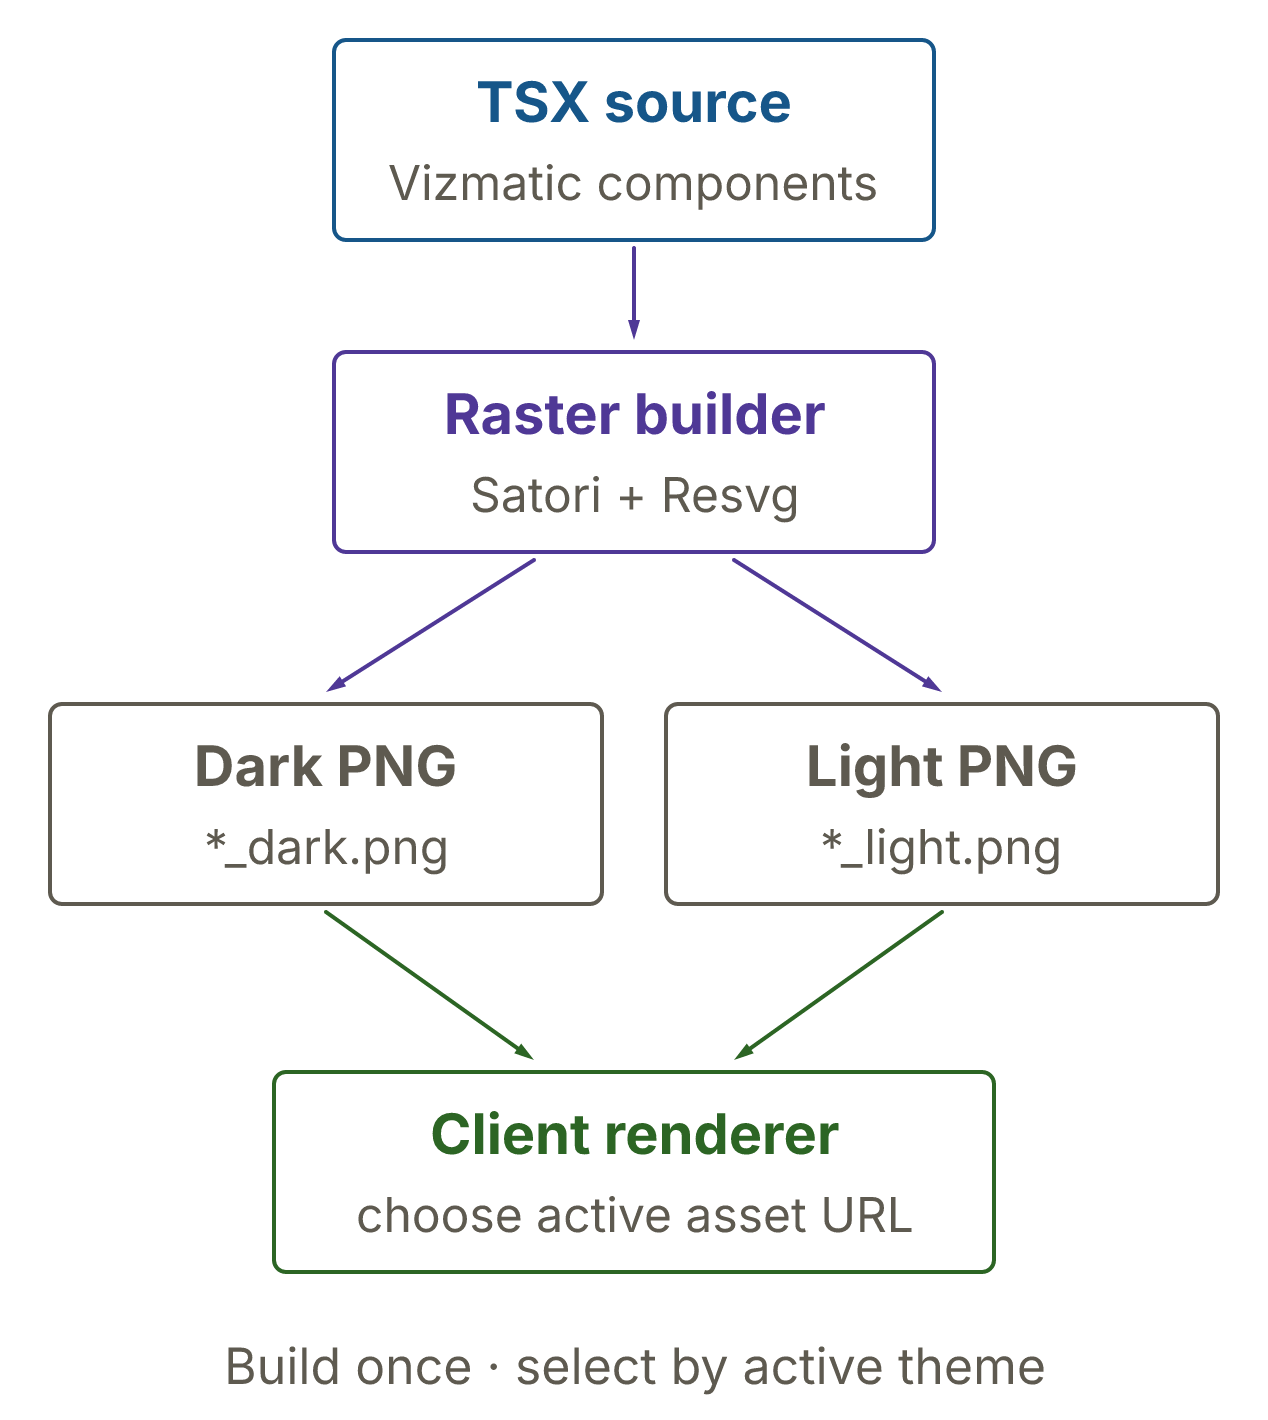 TSX source
Vizmatic components
Raster builder
Satori + Resvg
Dark PNG
*_dark.png
Light PNG
*_light.png
Client renderer
choose active asset URL
Build once · select by active theme